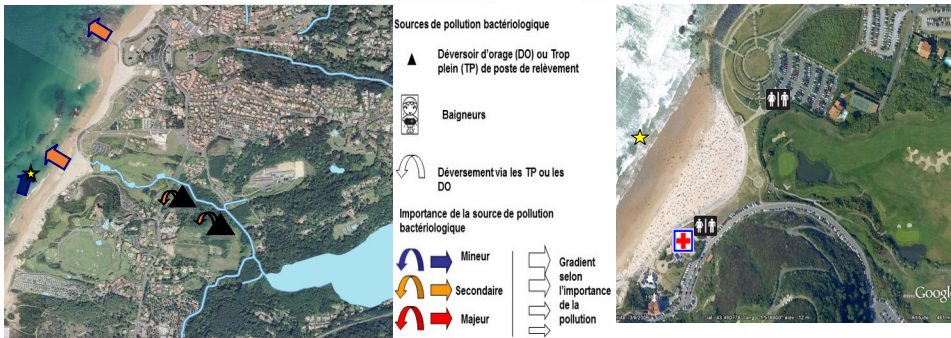 Sources de pollution bactériologique
Déversoir d'orage (DO) ou Trop
plein (TP) de poste de relèvement
Baigneurs
Déversement via les TP ou les
DO
Importance de la source de pollution
bactériologique
Mineur
Secondaire
Majeur
Gradient
selon
l'importance
de la
pollution
Google